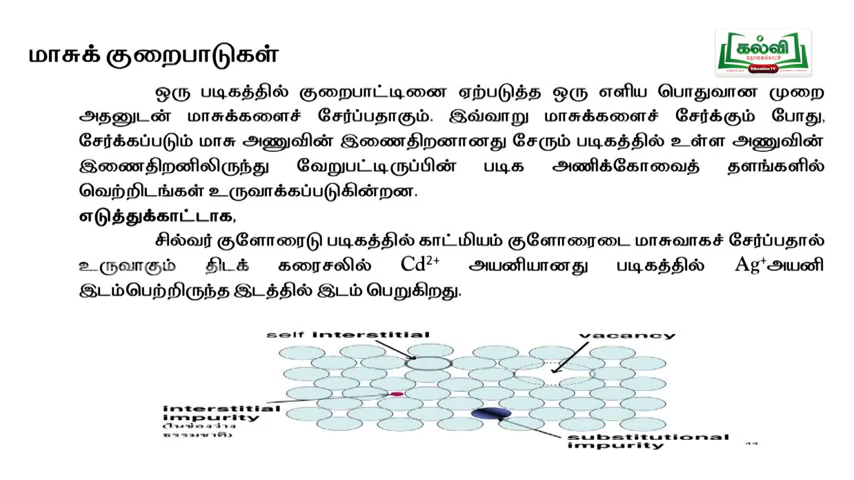 மாசுக் குறைபாடுகள்
கல்வி
தொலைக்காட்சி
Education TV
ஒரு படிகத்தில் குறைபாட்டினை ஏற்படுத்த ஒரு எளிய பொதுவான முறை
அதனுடன் மாசுக்களைச் சேர்ப்பதாகும். இவ்வாறு மாசுக்களைச் சேர்க்கும் போது,
சேர்க்கப்படும் மாசு அணுவின் இணைதிறனானது சேரும் படிகத்தில் உள்ள அணுவின்
இணைதிறனிலிருந்து வேறுபட்டிருப்பின் படிக அணிக்கோவைத் தளங்களில்
வெற்றிடங்கள் உருவாக்கப்படுகின்றன.
எடுத்துக்காட்டாக,
சில்வர் குளோரைடு படிகத்தில் காட்மியம் குளோரைடை மாசுவாகச் சேர்ப்பதால்
உருவாகும் திடக் கரைசலில் Cd²⁺ அயனியானது படிகத்தில் Ag⁺அயனி
இடம்பெற்றிருந்த இடத்தில் இடம் பெறுகிறது.
self interstitial
vacancy
interstitial
impurity
substitutional
impurity